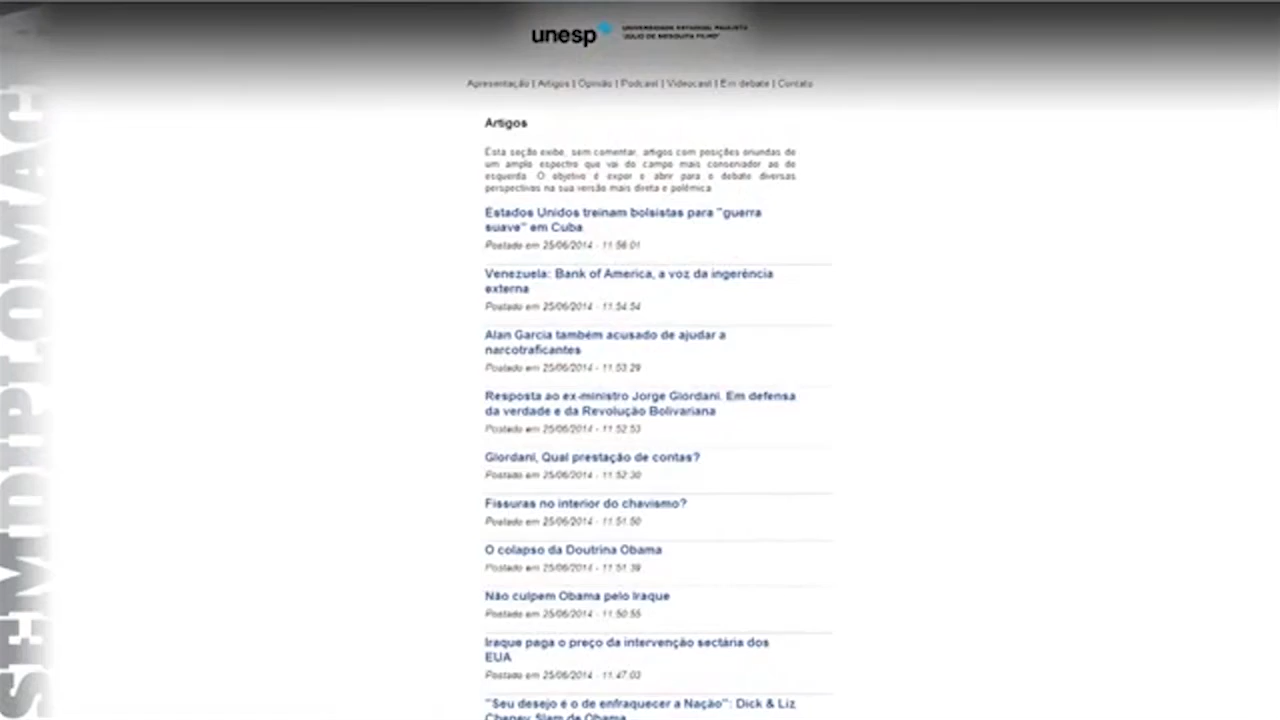 unesp
UNIVERSIDADE ESTADUAL PAULISTA
"JÚLIO DE MESQUITA FILHO"
Apresentação | Artigos | Opinião | Podcast | Videocast | Em debate | Contato
Artigos
Esta seção exibe, sem comentar, artigos com posições oriundas de
um amplo espectro que vai do campo mais conservador ao de
esquerda. O objetivo é expor e abrir para o debate diversas
perspectivas na sua versão mais direta e polêmica
Estados Unidos treinam bolsistas para "guerra
suave" em Cuba
Postado em 25/06/2014 - 11:56:01
Venezuela: Bank of America, a voz da ingerência
externa
Postado em 25/06/2014 - 11:54:54
Alan Garcia também acusado de ajudar a
narcotraficantes
Postado em 25/06/2014 - 11:53:29
Resposta ao ex-ministro Jorge Giordani. Em defensa
da verdade e da Revolução Bolivariana
Postado em 25/06/2014 - 11:52:53
Giordani, Qual prestação de contas?
Postado em 25/06/2014 - 11:52:30
Fissuras no interior do chavismo?
Postado em 25/06/2014 - 11:51:50
O colapso da Doutrina Obama
Postado em 25/06/2014 - 11:51:39
Não culpem Obama pelo Iraque
Postado em 25/06/2014 - 11:50:55
Iraque paga o preço da intervenção sectária dos
EUA
Postado em 25/06/2014 - 11:47:03
"Seu desejo é o de enfraquecer a Nação": Dick & Liz
Cheney Slam de Obama ...